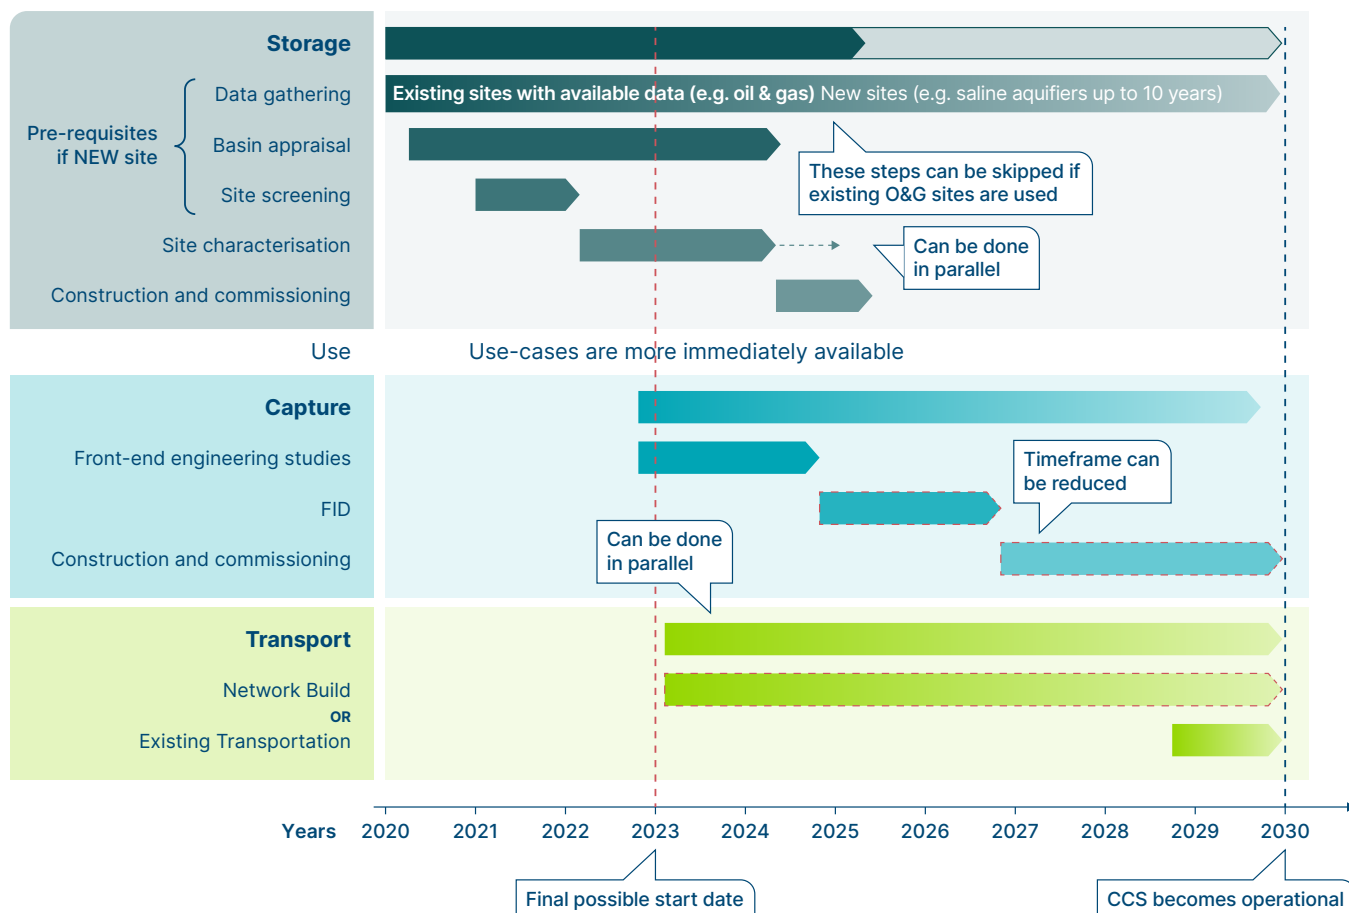 Storage
Data gathering
Existing sites with available data (e.g. oil & gas) New sites (e.g. saline aquifiers up to 10 years)
Pre-requisites
if NEW site
Basin appraisal
These steps can be skipped if
existing O&G sites are used
Site screening
Site characterisation
Can be done
in parallel
Construction and commissioning
Use
Use-cases are more immediately available
Capture
Front-end engineering studies
Timeframe can
be reduced
FID
Can be done
in parallel
Construction and commissioning
Transport
Network Build
OR
Existing Transportation
Years 2020 2021 2022 2023 2024 2025 2026 2027 2028 2029 2030
Final possible start date
CCS becomes operational